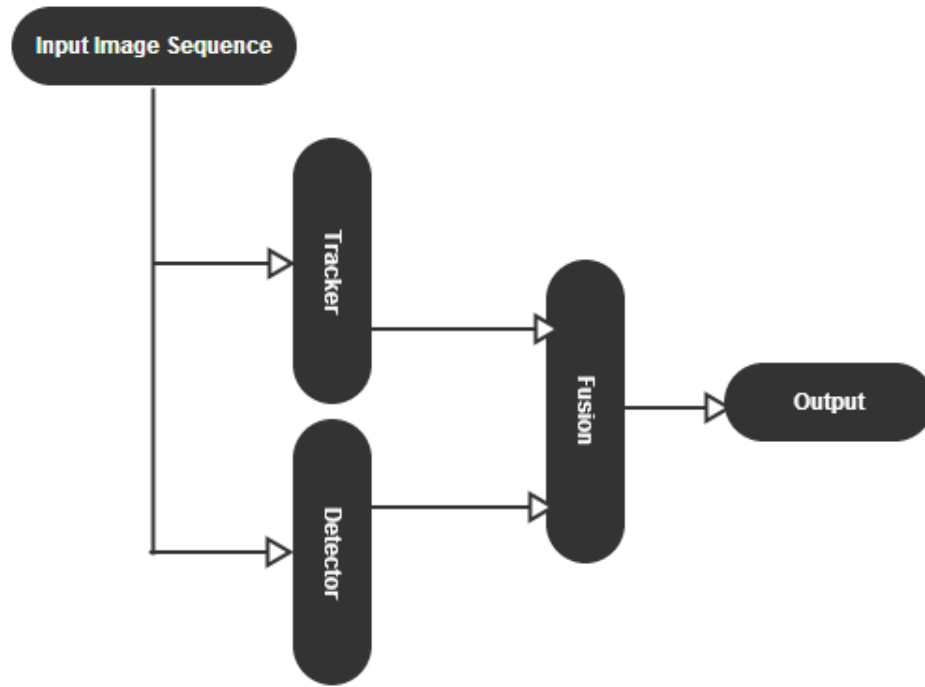 Input Image Sequence
Tracker
Detector
Fusion
Output